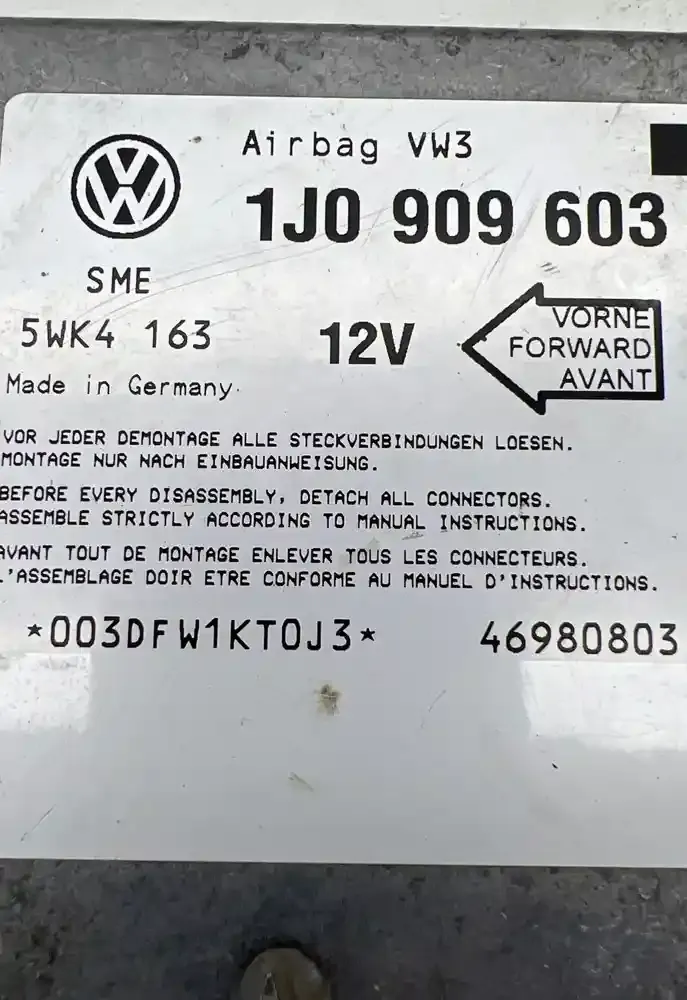 Airbag VW3
1J0 909 603
SME
5WK4 163
12V
VORNE
FORWARD
AVANT
Made in Germany
VOR JEDER DEMONTAGE ALLE STECKVERBINDUNGEN LOESEN.
MONTAGE NUR NACH EINBAUANWEISUNG.
BEFORE EVERY DISASSEMBLY, DETACH ALL CONNECTORS.
ASSEMBLE STRICTLY ACCORDING TO MANUAL INSTRUCTIONS.
AVANT TOUT DE MONTAGE ENLEVER TOUS LES CONNECTEURS.
L'ASSEMBLAGE DOIR ETRE CONFORME AU MANUEL D'INSTRUCTIONS.
*003DFW1KT0J3*
46980803